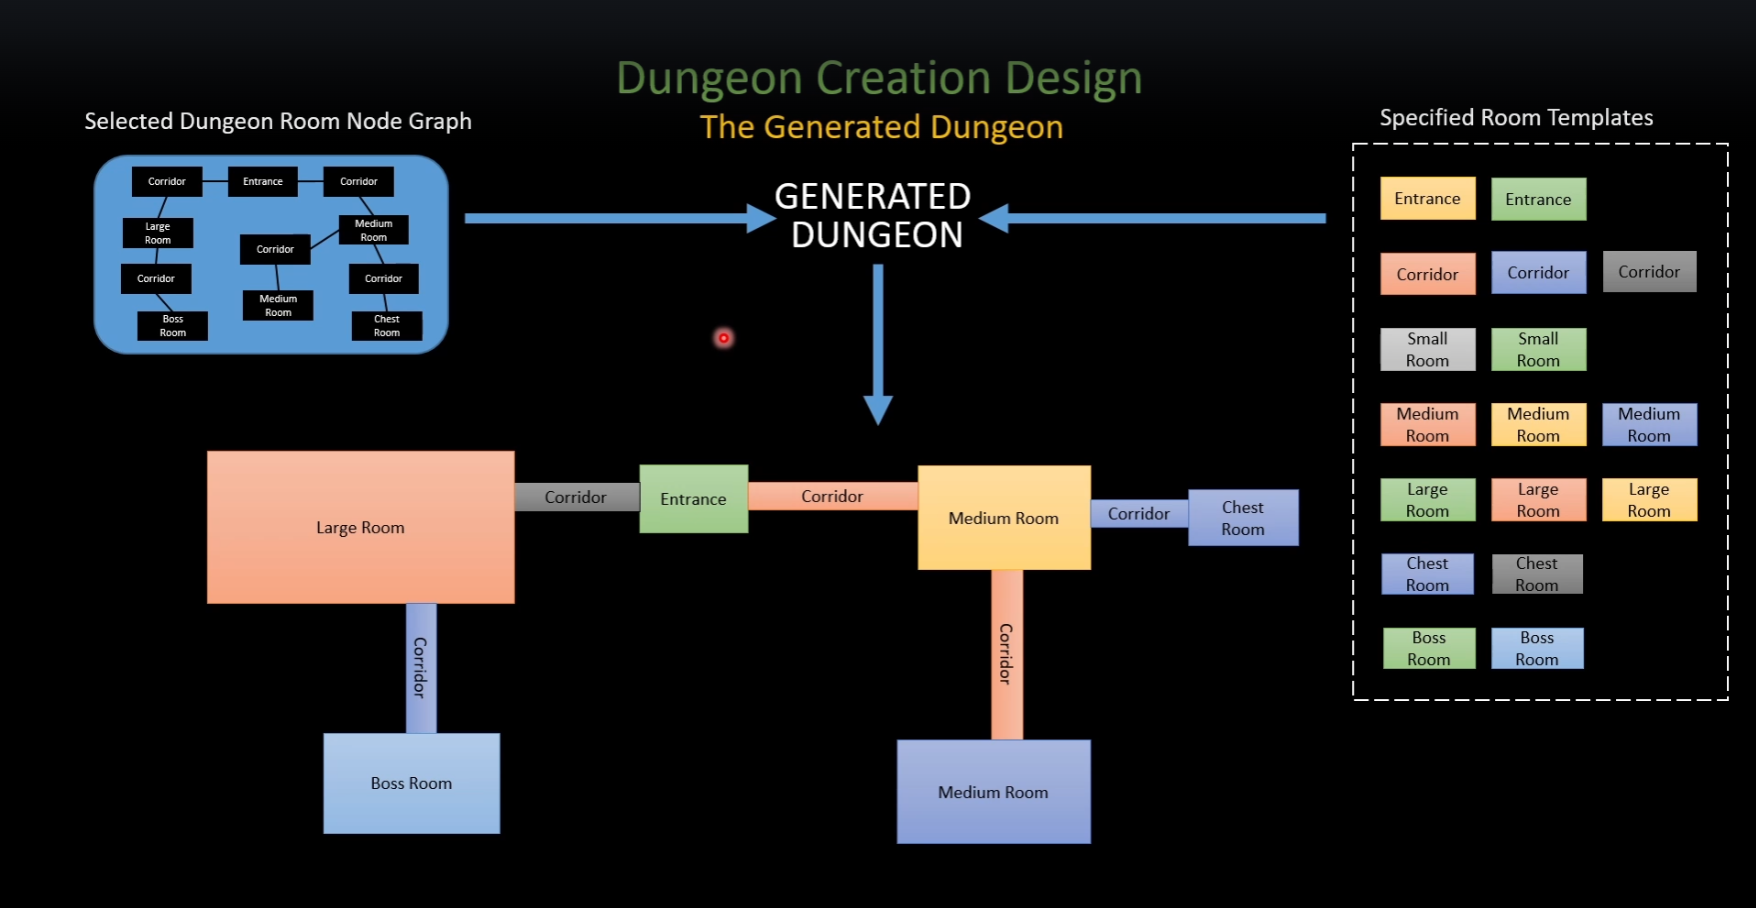 Dungeon Creation Design
The Generated Dungeon
Selected Dungeon Room Node Graph
Corridor
Entrance
Corridor
Large
Room
Medium
Room
Corridor
Corridor
Corridor
Medium
Room
Boss
Room
Chest
Room
GENERATED
DUNGEON
Specified Room Templates
Entrance
Entrance
Corridor
Corridor
Corridor
Small
Room
Small
Room
Medium
Room
Medium
Room
Medium
Room
Large
Room
Large
Room
Large
Room
Chest
Room
Chest
Room
Boss
Room
Boss
Room
Large Room
Corridor
Entrance
Corridor
Medium Room
Corridor
Chest
Room
Corridor
Corridor
Boss Room
Medium Room